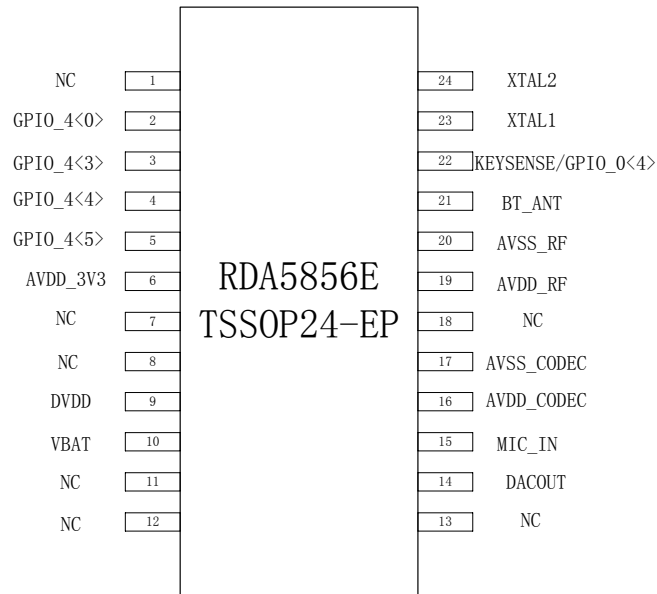 NC 1 24 XTAL2
GPIO_4<0> 2 23 XTAL1
GPIO_4<3> 3 22 KEYSENSE/GPIO_0<4>
GPIO_4<4> 4 21 BT_ANT
GPIO_4<5> 5 20 AVSS_RF
AVDD_3V3 6 19 AVDD_RF
RDA5856E
TSSOP24-EP
NC 7 18 NC
NC 8 17 AVSS_CODEC
DVDD 9 16 AVDD_CODEC
VBAT 10 15 MIC_IN
NC 11 14 DACOUT
NC 12 13 NC